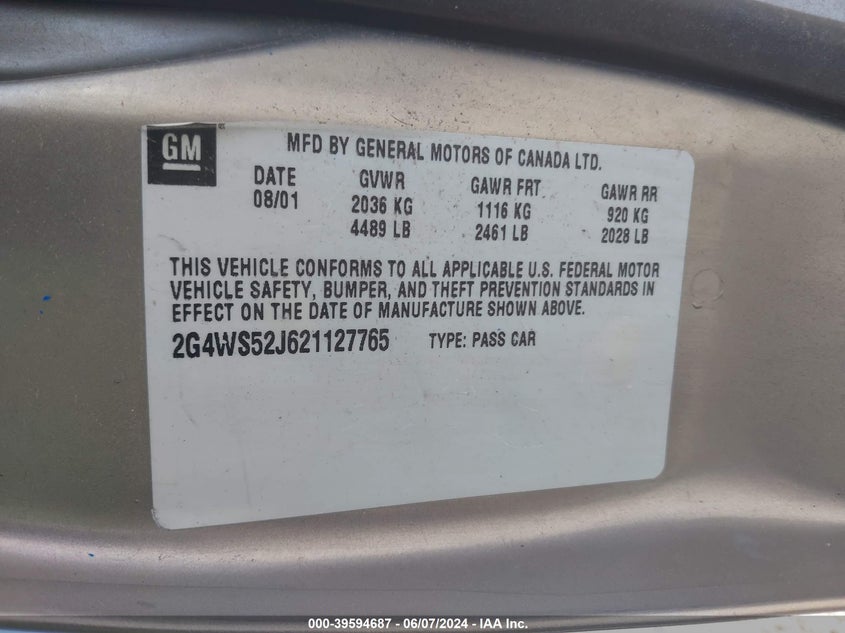 GM
MFD BY GENERAL MOTORS OF CANADA LTD.
DATE GVWR GAWR FRT GAWR RR
08/01 2036 KG 1116 KG 920 KG
4489 LB 2461 LB 2028 LB
THIS VEHICLE CONFORMS TO ALL APPLICABLE U.S. FEDERAL MOTOR
VEHICLE SAFETY, BUMPER, AND THEFT PREVENTION STANDARDS IN
EFFECT ON THE DATE OF MANUFACTURE SHOWN ABOVE.
2G4WS52J621127765 TYPE: PASS CAR
000-39594687 - 06/07/2024 - IAA Inc.